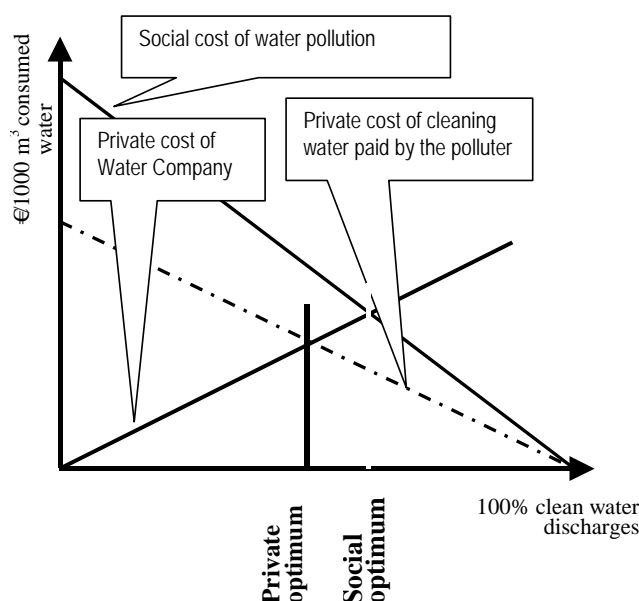 Social cost of water pollution
Private cost of
Water Company
Private cost of cleaning
water paid by the polluter
€/1000 m³ consumed
water
100% clean water
discharges
Private
optimum
Social
optimum